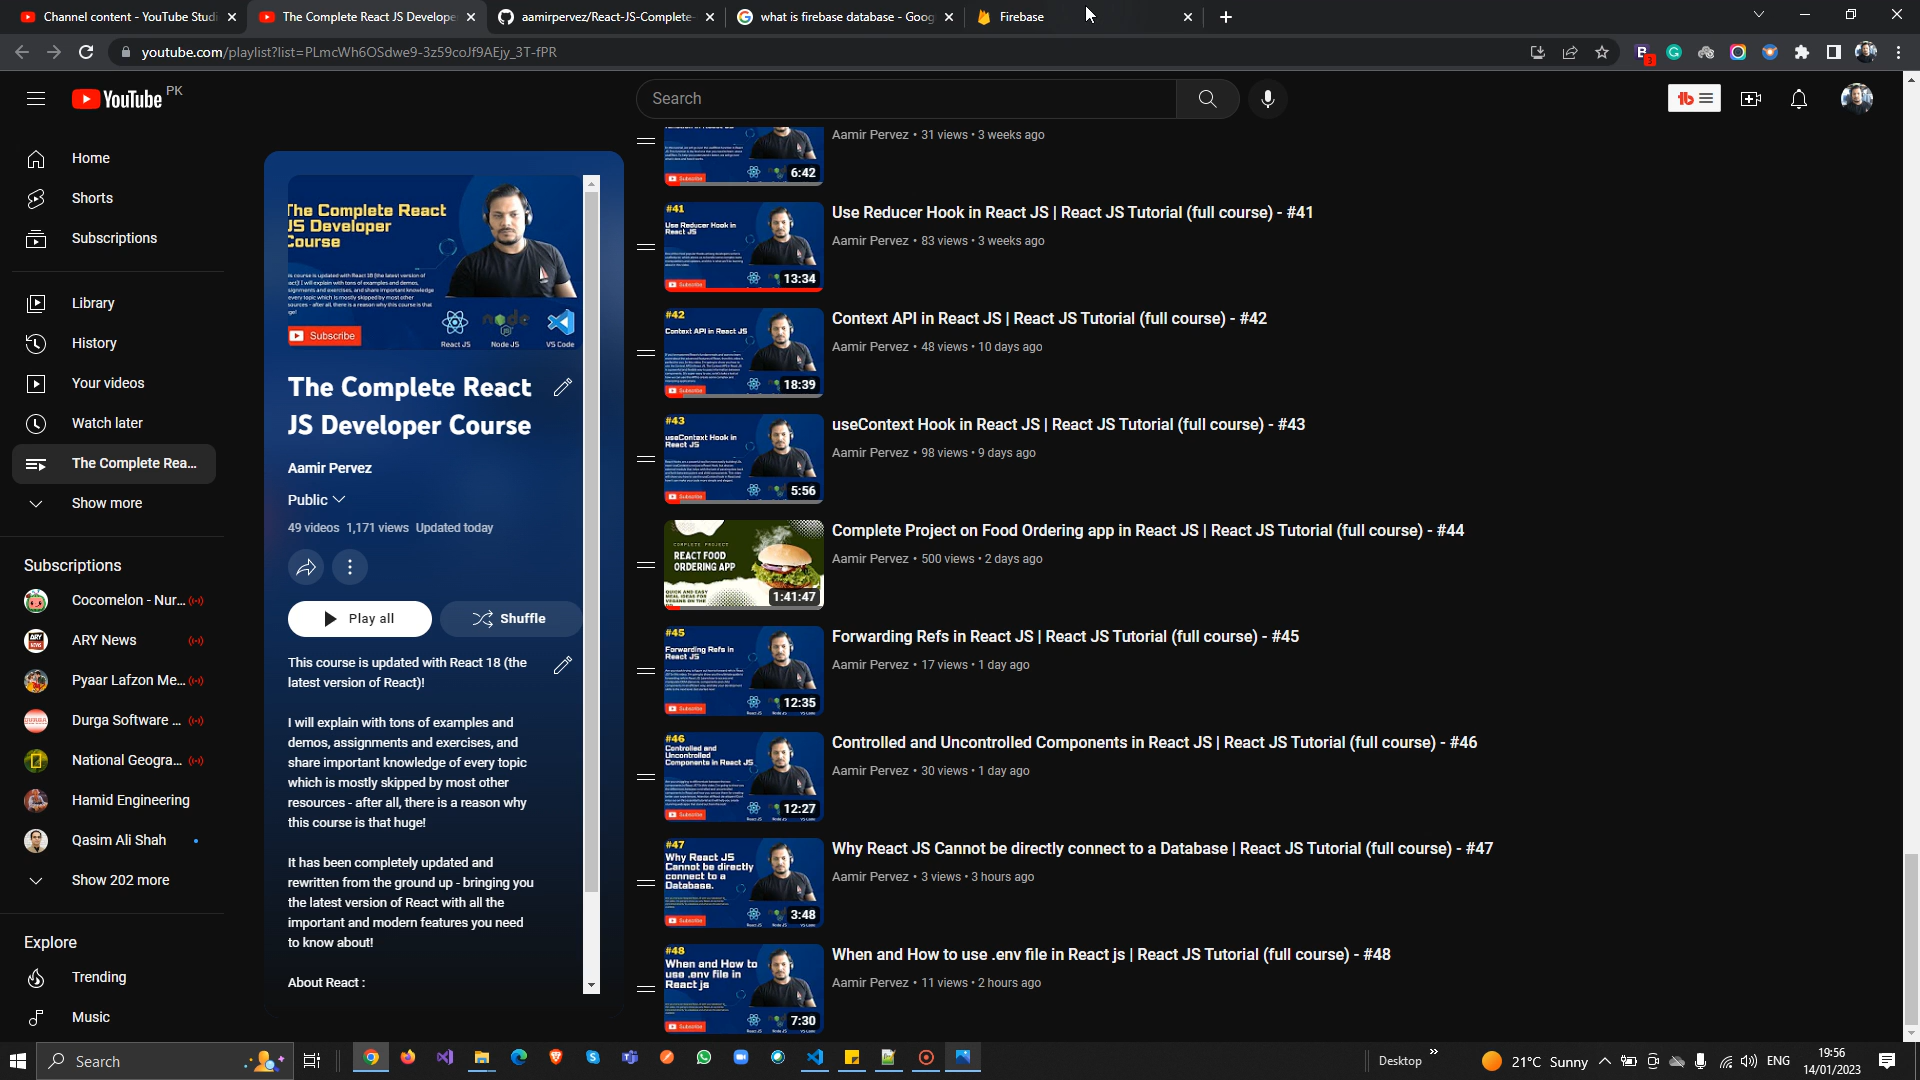 Channel content - YouTube Studi
The Complete React JS Develope
aamirpervez/React-JS-Complete-
what is firebase database - Goog
Firebase
youtube.com/playlist?list=PLmcWh6OSdwe9-3z59coJf9AEjy_3T-fPR
YouTube PK
Search
Home
Shorts
Subscriptions
Library
History
Your videos
Watch later
The Complete Rea...
Show more
Subscriptions
Cocomelon - Nur...
ARY News
Pyaar Lafzon Me...
Durga Software ...
National Geogra...
Hamid Engineering
Qasim Ali Shah
Show 202 more
Explore
Trending
Music
The Complete React
JS Developer
Course
Subscribe
React JS
Node JS
VS Code
The Complete React
JS Developer Course
Aamir Pervez
Public
49 videos 1,171 views Updated today
Play all
Shuffle
This course is updated with React 18 (the
latest version of React)!
I will explain with tons of examples and
demos, assignments and exercises, and
share important knowledge of every topic
which is mostly skipped by most other
resources - after all, there is a reason why
this course is that huge!
It has been completely updated and
rewritten from the ground up - bringing you
the latest version of React with all the
important and modern features you need
to know about!
About React :
6:42
Aamir Pervez • 31 views • 3 weeks ago
#41
Use Reducer Hook in
React JS
13:34
Use Reducer Hook in React JS | React JS Tutorial (full course) - #41
Aamir Pervez • 83 views • 3 weeks ago
#42
Context API in React JS
18:39
Context API in React JS | React JS Tutorial (full course) - #42
Aamir Pervez • 48 views • 10 days ago
#43
useContext Hook in
React JS
5:56
useContext Hook in React JS | React JS Tutorial (full course) - #43
Aamir Pervez • 98 views • 9 days ago
COMPLETE PROJECT
REACT FOOD
ORDERING APP
QUICK AND EASY
MEAL IDEAS FOR
VEGANS ON THE
1:41:47
Complete Project on Food Ordering app in React JS | React JS Tutorial (full course) - #44
Aamir Pervez • 500 views • 2 days ago
#45
Forwarding Refs in
React JS
12:35
Forwarding Refs in React JS | React JS Tutorial (full course) - #45
Aamir Pervez • 17 views • 1 day ago
#46
Controlled and
Uncontrolled
Components in React JS
12:27
Controlled and Uncontrolled Components in React JS | React JS Tutorial (full course) - #46
Aamir Pervez • 30 views • 1 day ago
#47
Why React JS
Cannot be directly
connect to a
Database.
3:48
Why React JS Cannot be directly connect to a Database | React JS Tutorial (full course) - #47
Aamir Pervez • 3 views • 3 hours ago
#48
When and How to
use .env file in
React js
7:30
When and How to use .env file in React js | React JS Tutorial (full course) - #48
Aamir Pervez • 11 views • 2 hours ago
Search
Desktop
21°C Sunny
ENG
19:56
14/01/2023